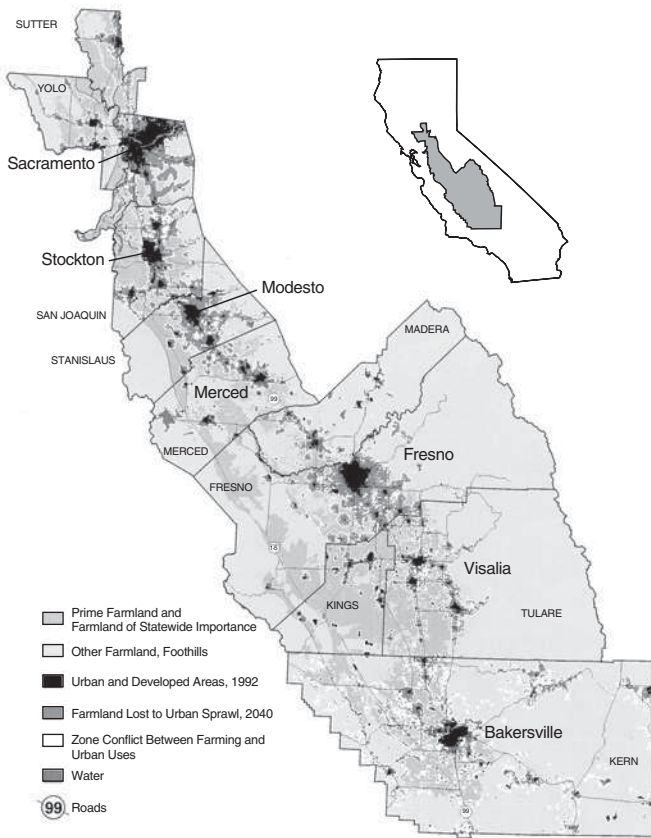 SUTTER
YOLO
Sacramento
Stockton
Modesto
SAN JOAQUIN
MADERA
STANISLAUS
Merced
99
MERCED
Fresno
FRESNO
Visalia
KINGS
TULARE
Prime Farmland and
Farmland of Statewide Importance
Other Farmland, Foothills
Urban and Developed Areas, 1992
Farmland Lost to Urban Sprawl, 2040
Zone Conflict Between Farming and
Urban Uses
Water
99 Roads
Bakersville
KERN
99